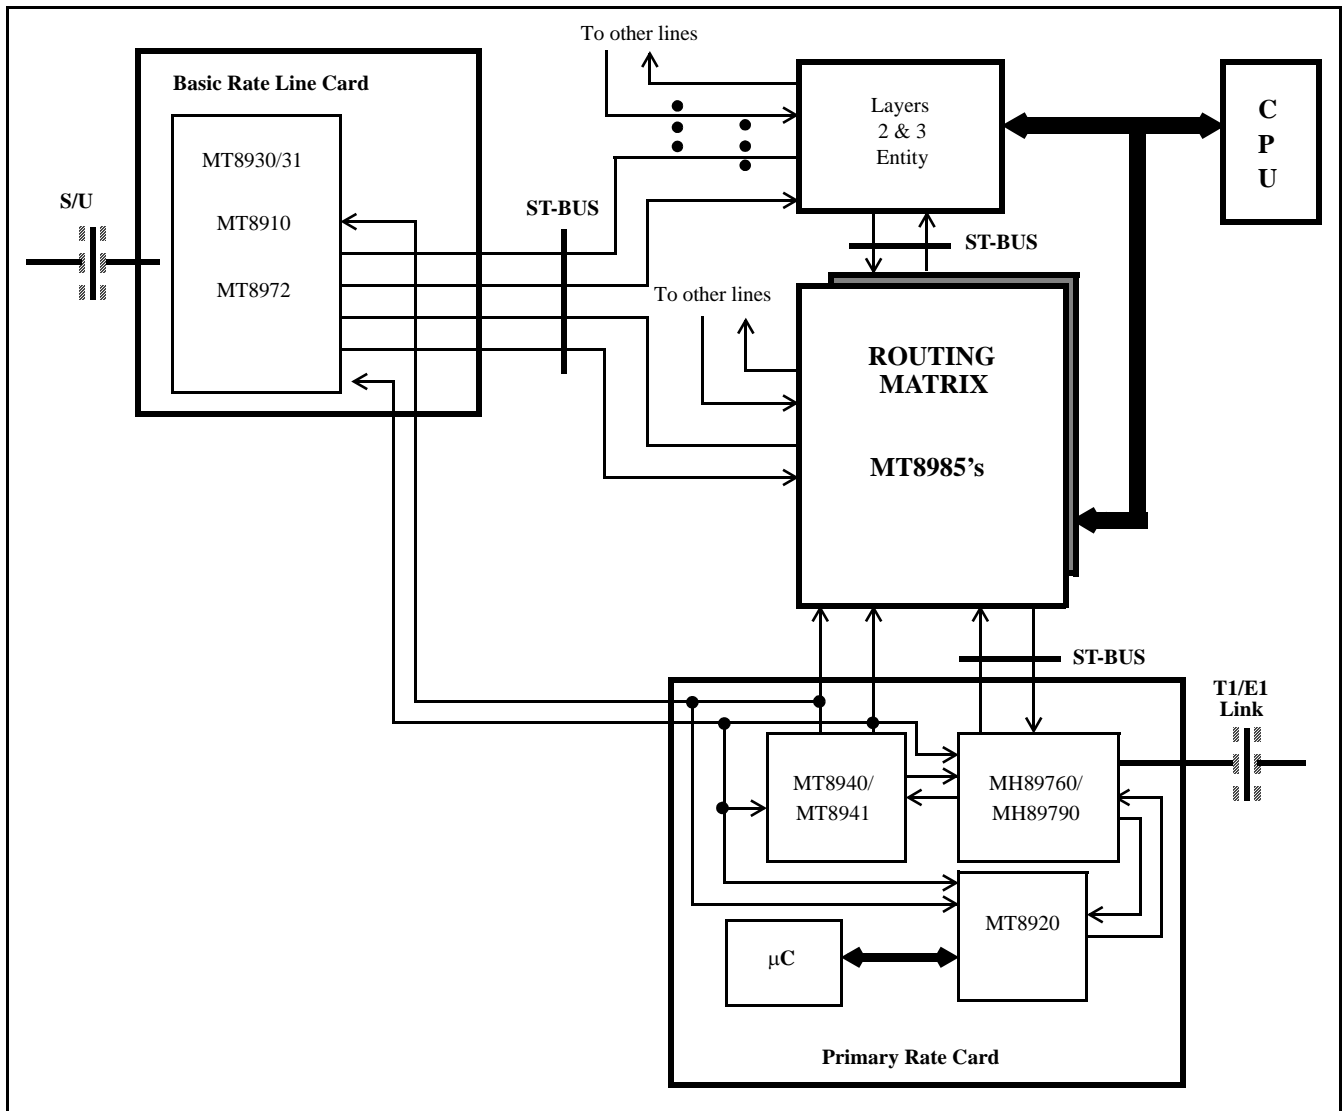 To other lines
Basic Rate Line Card
MT8930/31
MT8910
MT8972
S/U
ST-BUS
Layers
2 & 3
Entity
C
P
U
ST-BUS
To other lines
ROUTING
MATRIX
MT8985's
ST-BUS
T1/E1
Link
MT8940/
MT8941
MH89760/
MH89790
MT8920
μC
Primary Rate Card